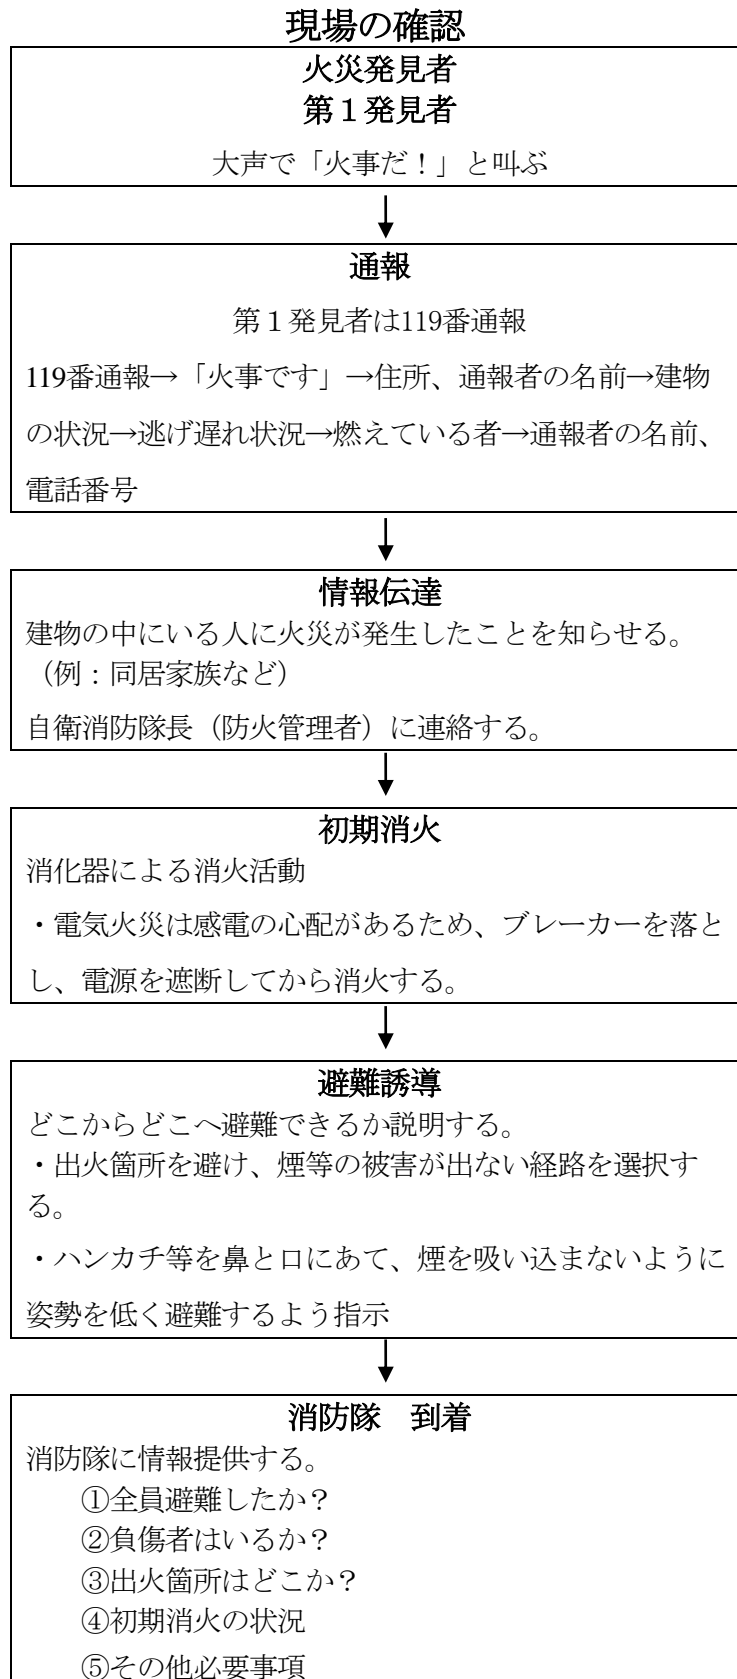 現場の確認
火災発見者
第１発見者
大声で「火事だ！」と叫ぶ
通報
第１発見者は119番通報
119番通報→「火事です」→住所、通報者の名前→建物
の状況→逃げ遅れ状況→燃えている者→通報者の名前、
電話番号
情報伝達
建物の中にいる人に火災が発生したことを知らせる。
（例：同居家族など）
自衛消防隊長（防火管理者）に連絡する。
初期消火
消化器による消火活動
・電気火災は感電の心配があるため、ブレーカーを落と
し、電源を遮断してから消火する。
避難誘導
どこからどこへ避難できるか説明する。
・出火箇所を避け、煙等の被害が出ない経路を選択す
る。
・ハンカチ等を鼻と口にあて、煙を吸い込まないように
姿勢を低く避難するよう指示
消防隊　到着
消防隊に情報提供する。
①全員避難したか？
②負傷者はいるか？
③出火箇所はどこか？
④初期消火の状況
⑤その他必要事項